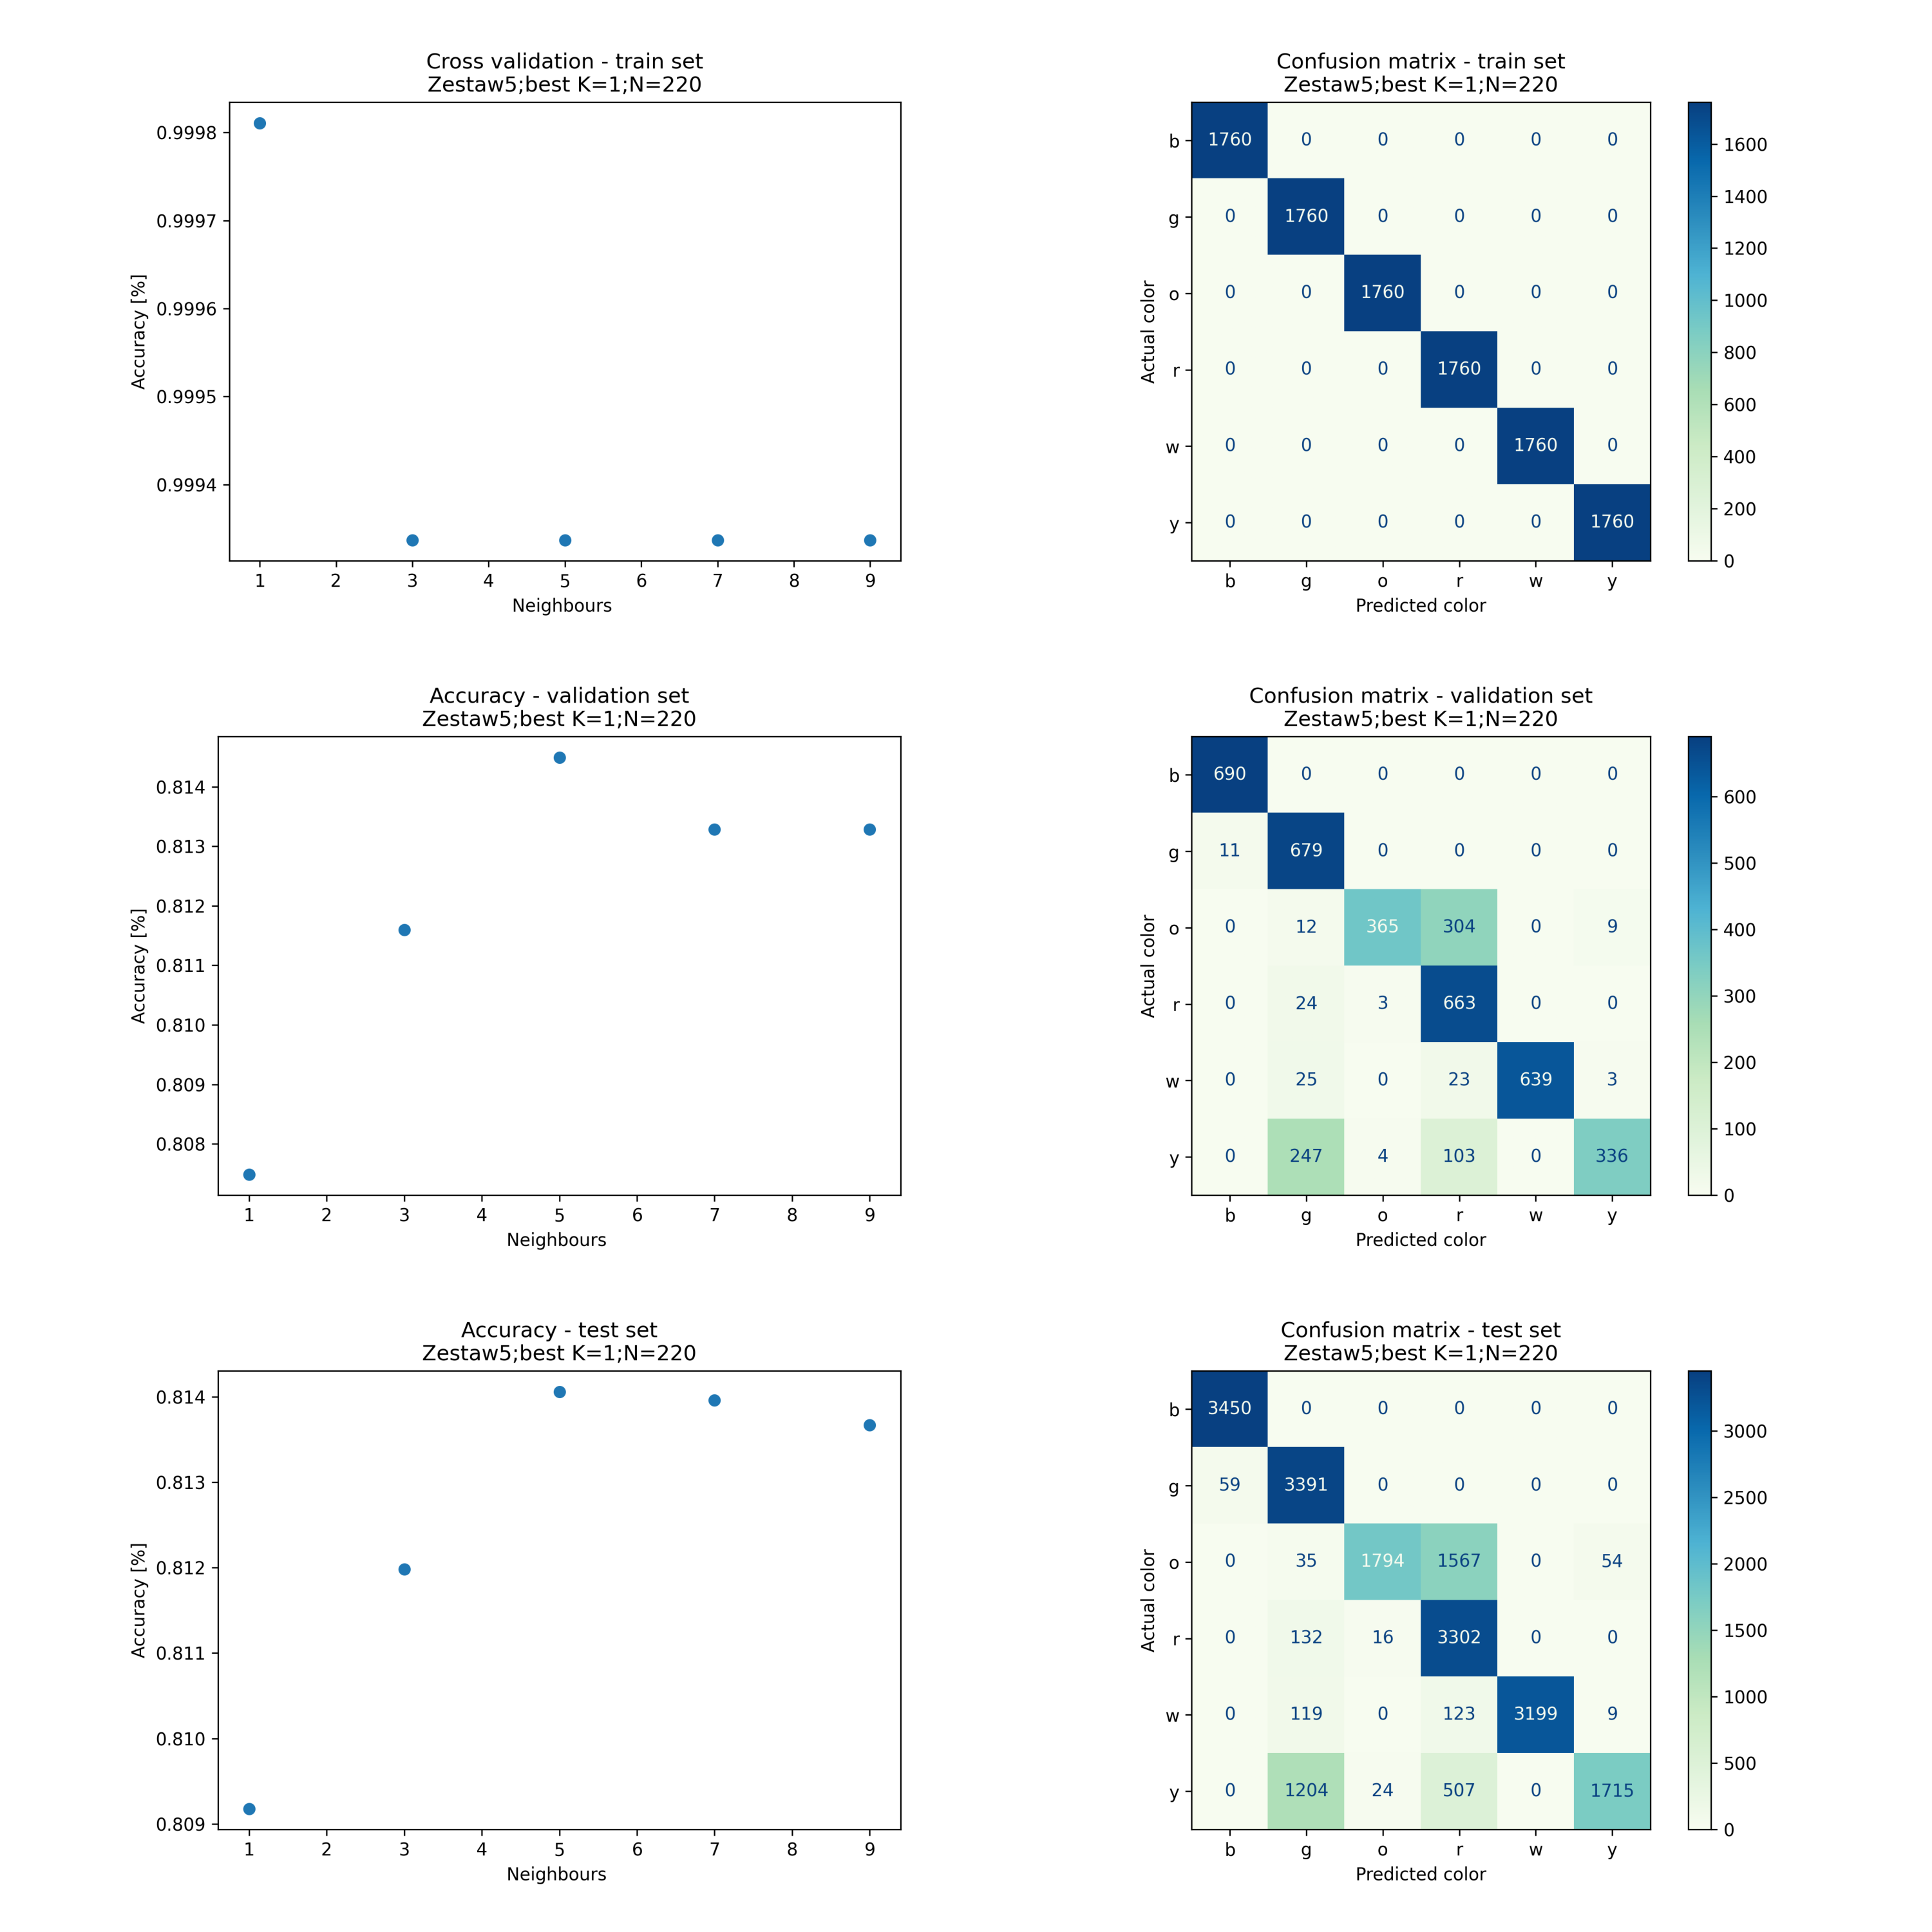 Cross validation - train set
Zestaw5;best K=1;N=220
0.9998
0.9997
0.9996
0.9995
0.9994
Accuracy [%]
1 2 3 4 5 6 7 8 9
Neighbours
Confusion matrix - train set
Zestaw5;best K=1;N=220
Actual color
b 1760 0 0 0 0 0
g 0 1760 0 0 0 0
o 0 0 1760 0 0 0
r 0 0 0 1760 0 0
w 0 0 0 0 1760 0
y 0 0 0 0 0 1760
b g o r w y
Predicted color
1600
1400
1200
1000
800
600
400
200
0
Accuracy - validation set
Zestaw5;best K=1;N=220
0.814
0.813
0.812
0.811
0.810
0.809
0.808
Accuracy [%]
1 2 3 4 5 6 7 8 9
Neighbours
Confusion matrix - validation set
Zestaw5;best K=1;N=220
Actual color
b 690 0 0 0 0 0
g 11 679 0 0 0 0
o 0 12 365 304 0 9
r 0 24 3 663 0 0
w 0 25 0 23 639 3
y 0 247 4 103 0 336
b g o r w y
Predicted color
600
500
400
300
200
100
0
Accuracy - test set
Zestaw5;best K=1;N=220
0.814
0.813
0.812
0.811
0.810
0.809
Accuracy [%]
1 2 3 4 5 6 7 8 9
Neighbours
Confusion matrix - test set
Zestaw5;best K=1;N=220
Actual color
b 3450 0 0 0 0 0
g 59 3391 0 0 0 0
o 0 35 1794 1567 0 54
r 0 132 16 3302 0 0
w 0 119 0 123 3199 9
y 0 1204 24 507 0 1715
b g o r w y
Predicted color
3000
2500
2000
1500
1000
500
0